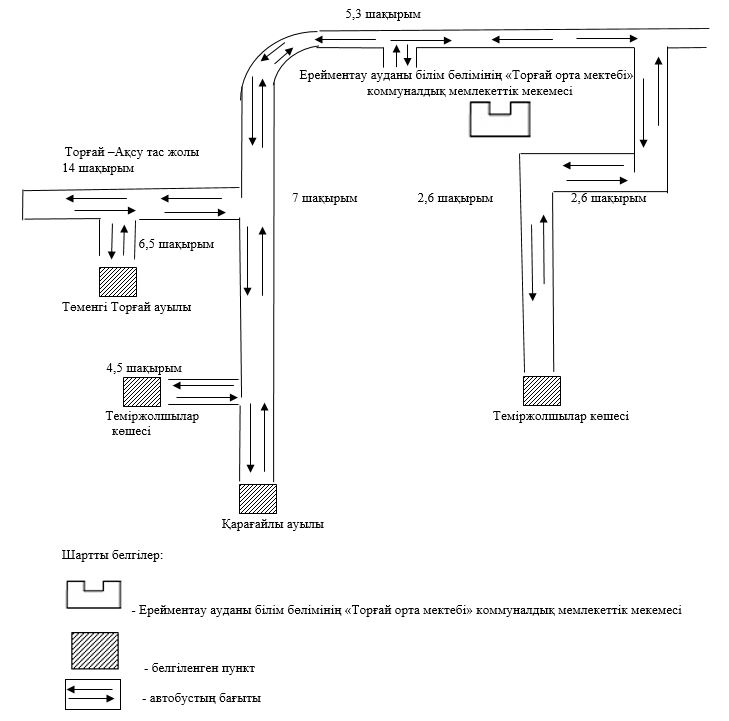 5,3 шақырым
Ерейментау ауданы білім бөлімінің «Торғай орта мектебі»
коммуналдық мемлекеттік мекемесі
Торғай –Ақсу тас жолы
14 шақырым
7 шақырым
2,6 шақырым
2,6 шақырым
6,5 шақырым
Төменгі Торғай ауылы
4,5 шақырым
Теміржолшылар
көшесі
Теміржолшылар көшесі
Қарағайлы ауылы
Шартты белгілер:
- Ерейментау ауданы білім бөлімінің «Торғай орта мектебі» коммуналдық мемлекеттік мекемесі
- белгіленген пункт
- автобустың бағыты